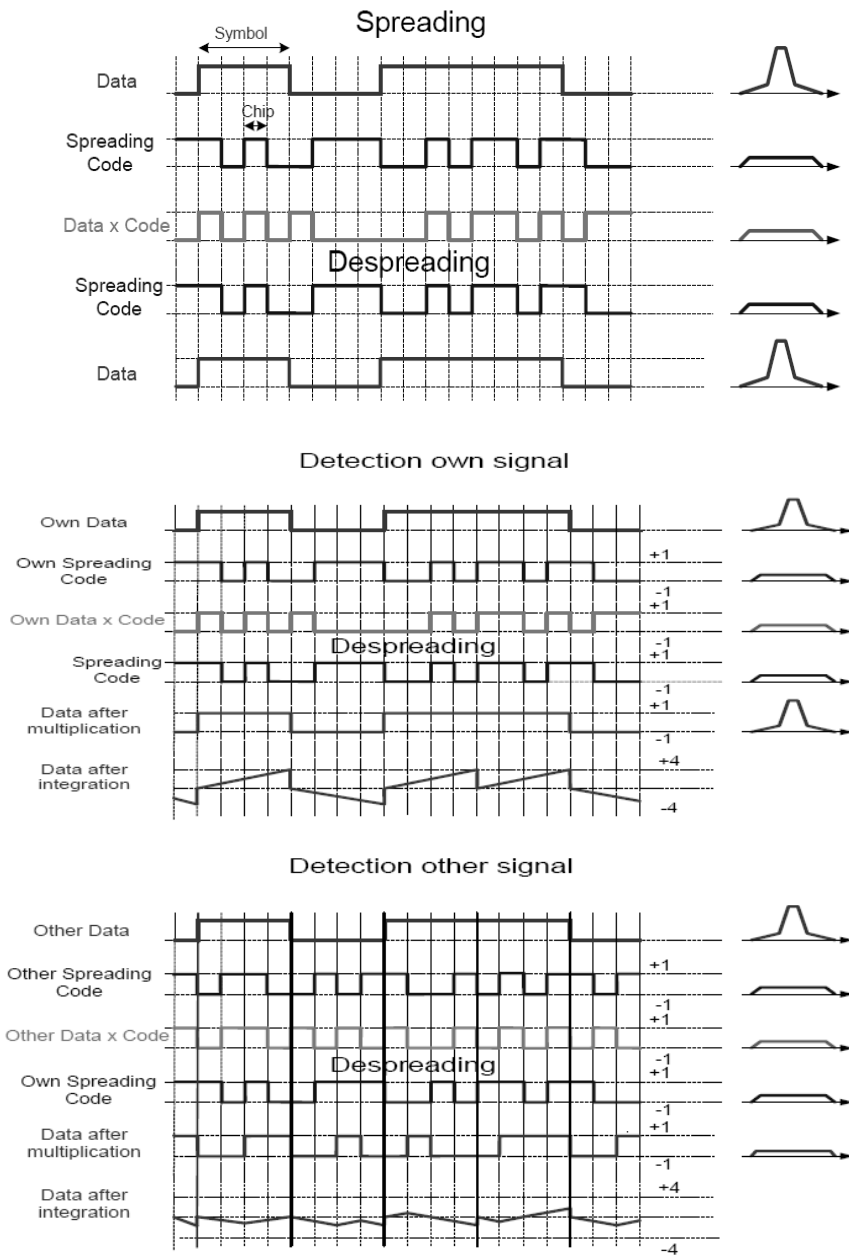 Spreading
Symbol
Data
Chip
Spreading
Code
Data x Code
Despreading
Spreading
Code
Data
Detection own signal
Own Data
Own Spreading
Code
+1
-1
Own Data x Code
+1
-1
Despreading
Spreading
Code
+1
-1
Data after
multiplication
+1
-1
Data after
integration
+4
-4
Detection other signal
Other Data
Other Spreading
Code
+1
-1
Other Data x Code
+1
-1
Despreading
Own Spreading
Code
+1
-1
Data after
multiplication
+1
-1
Data after
integration
+4
-4